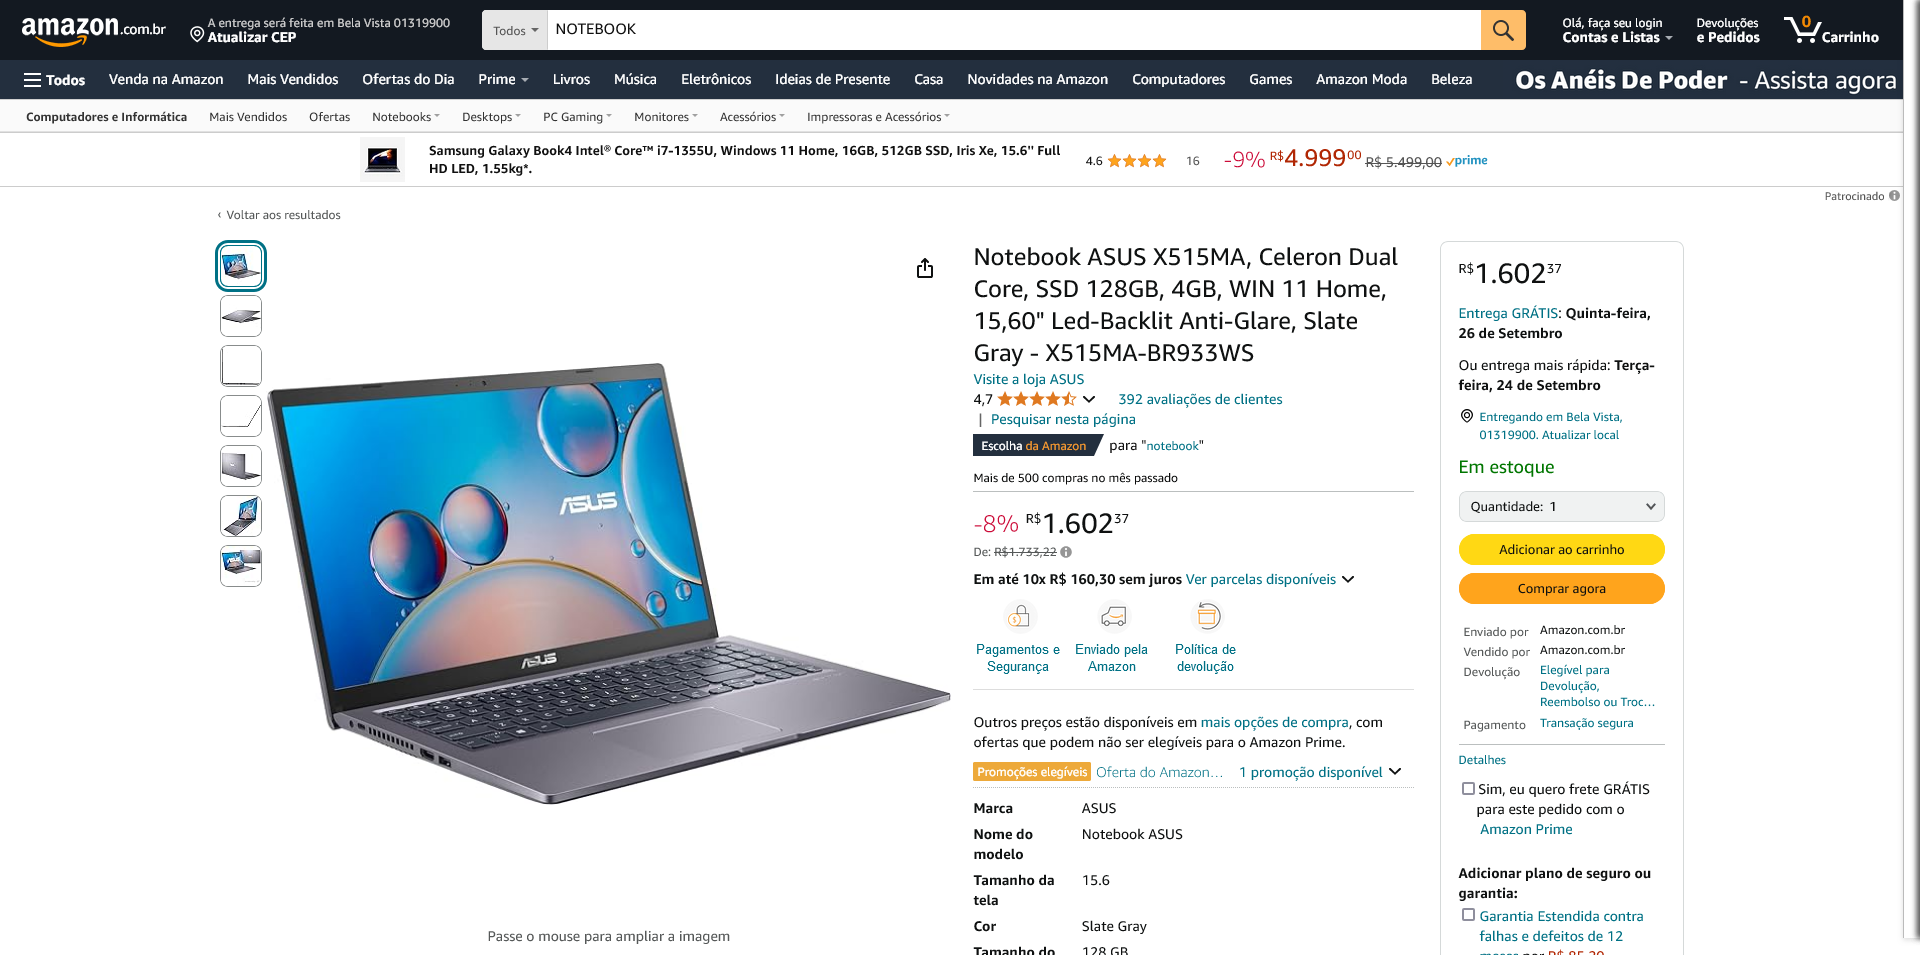 amazon.com.br
A entrega será feita em Bela Vista 01319900
Atualizar CEP
Todos
NOTEBOOK
Olá, faça seu login
Contas e Listas
Devoluções
e Pedidos
0
Carrinho
Todos
Venda na Amazon
Mais Vendidos
Ofertas do Dia
Prime
Livros
Música
Eletrônicos
Ideias de Presente
Casa
Novidades na Amazon
Computadores
Games
Amazon Moda
Beleza
Os Anéis De Poder - Assista agora
Computadores e Informática
Mais Vendidos
Ofertas
Notebooks
Desktops
PC Gaming
Monitores
Acessórios
Impressoras e Acessórios
Samsung Galaxy Book4 Intel® Core™ i7-1355U, Windows 11 Home, 16GB, 512GB SSD, Iris Xe, 15.6'' Full
HD LED, 1.55kg*.
4.6
16
-9% R$4.99900 R$ 5.499,00 prime
Patrocinado
‹ Voltar aos resultados
ASUS
ASUS
Passe o mouse para ampliar a imagem
Notebook ASUS X515MA, Celeron Dual
Core, SSD 128GB, 4GB, WIN 11 Home,
15,60" Led-Backlit Anti-Glare, Slate
Gray - X515MA-BR933WS
Visite a loja ASUS
4,7
392 avaliações de clientes
| Pesquisar nesta página
Escolha da Amazon para "notebook"
Mais de 500 compras no mês passado
-8% R$1.60237
De: R$1.733,22
Em até 10x R$ 160,30 sem juros Ver parcelas disponíveis
Pagamentos e
Segurança
Enviado pela
Amazon
Política de
devolução
Outros preços estão disponíveis em mais opções de compra, com
ofertas que podem não ser elegíveis para o Amazon Prime.
Promoções elegíveis Oferta do Amazon… 1 promoção disponível
Marca ASUS
Nome do Notebook ASUS
modelo
Tamanho da 15.6
tela
Cor Slate Gray
Tamanho do 128 GB
R$1.60237
Entrega GRÁTIS: Quinta-feira,
26 de Setembro
Ou entrega mais rápida: Terça-
feira, 24 de Setembro
Entregando em Bela Vista,
01319900. Atualizar local
Em estoque
Quantidade: 1
Adicionar ao carrinho
Comprar agora
Enviado por Amazon.com.br
Vendido por Amazon.com.br
Devolução Elegível para
Devolução,
Reembolso ou Troc…
Pagamento Transação segura
Detalhes
Sim, eu quero frete GRÁTIS
para este pedido com o
Amazon Prime
Adicionar plano de seguro ou
garantia:
Garantia Estendida contra
falhas e defeitos de 12
meses por R$ 85,29